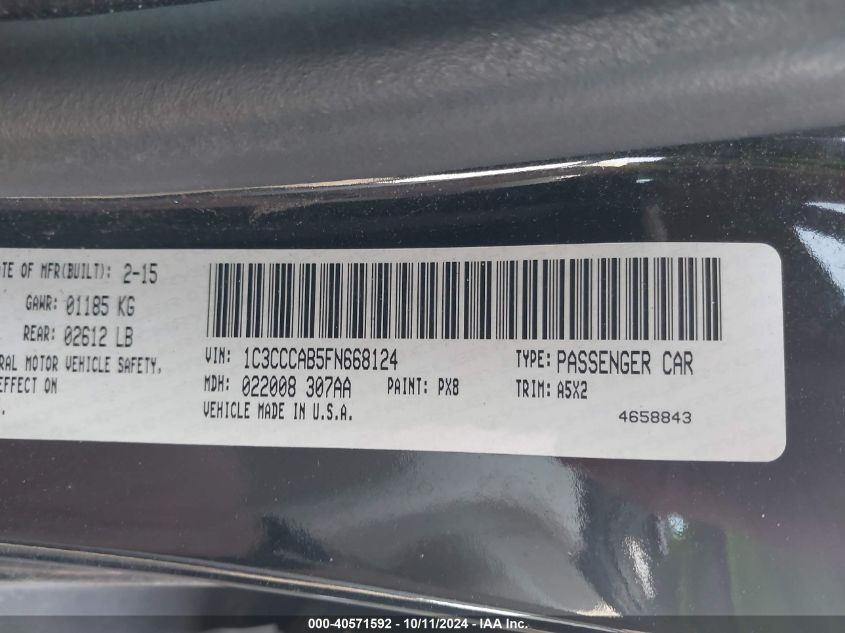 ATE OF MFR(BUILT): 2-15
GAWR: 01185 KG
REAR: 02612 LB
RAL MOTOR VEHICLE SAFETY,
EFFECT ON
VIN: 1C3CCCAB5FN668124
TYPE: PASSENGER CAR
MDH: 022008 307AA PAINT: PX8 TRIM: A5X2
VEHICLE MADE IN U.S.A.
4658843
000-40571592 - 10/11/2024 - IAA Inc.